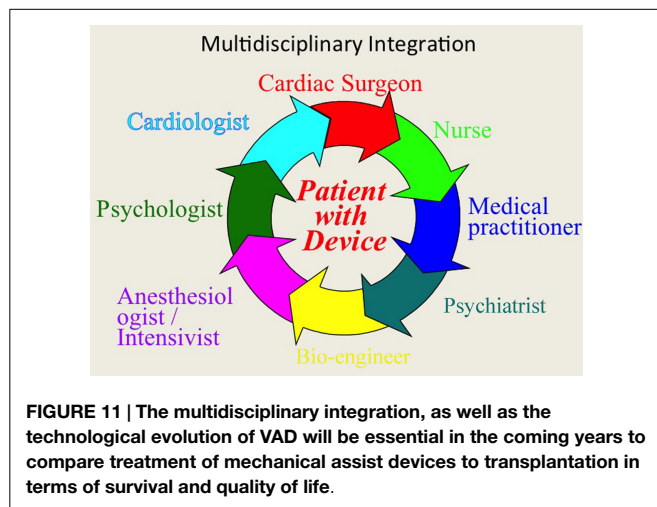 Multidisciplinary Integration
Cardiac Surgeon
Cardiologist
Nurse
Psychologist
Patient
with
Device
Medical
practitioner
Anesthesiol
ogist /
Intensivist
Psychiatrist
Bio-engineer
FIGURE 11 | The multidisciplinary integration, as well as the
technological evolution of VAD will be essential in the coming years to
compare treatment of mechanical assist devices to transplantation in
terms of survival and quality of life.